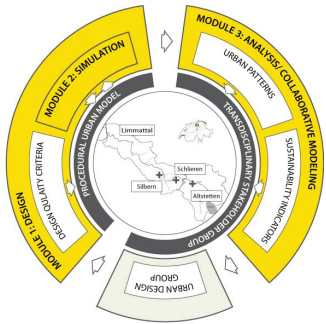 MODULE 2: SIMULATION
MODULE 3: ANALYSIS/ COLLABORATIVE MODELING
URBAN PATTERNS
PROCEDURAL URBAN MODEL
TRANSDISCIPLINARY STAKEHOLDER GROUP
Limmattal
Schlieren
Silbern
Altstetten
MODULE 1: DESIGN
DESIGN QULAITY CRITERIA
SUSTAINABILITY INDICATORS
URBAN DESIGN
GROUP